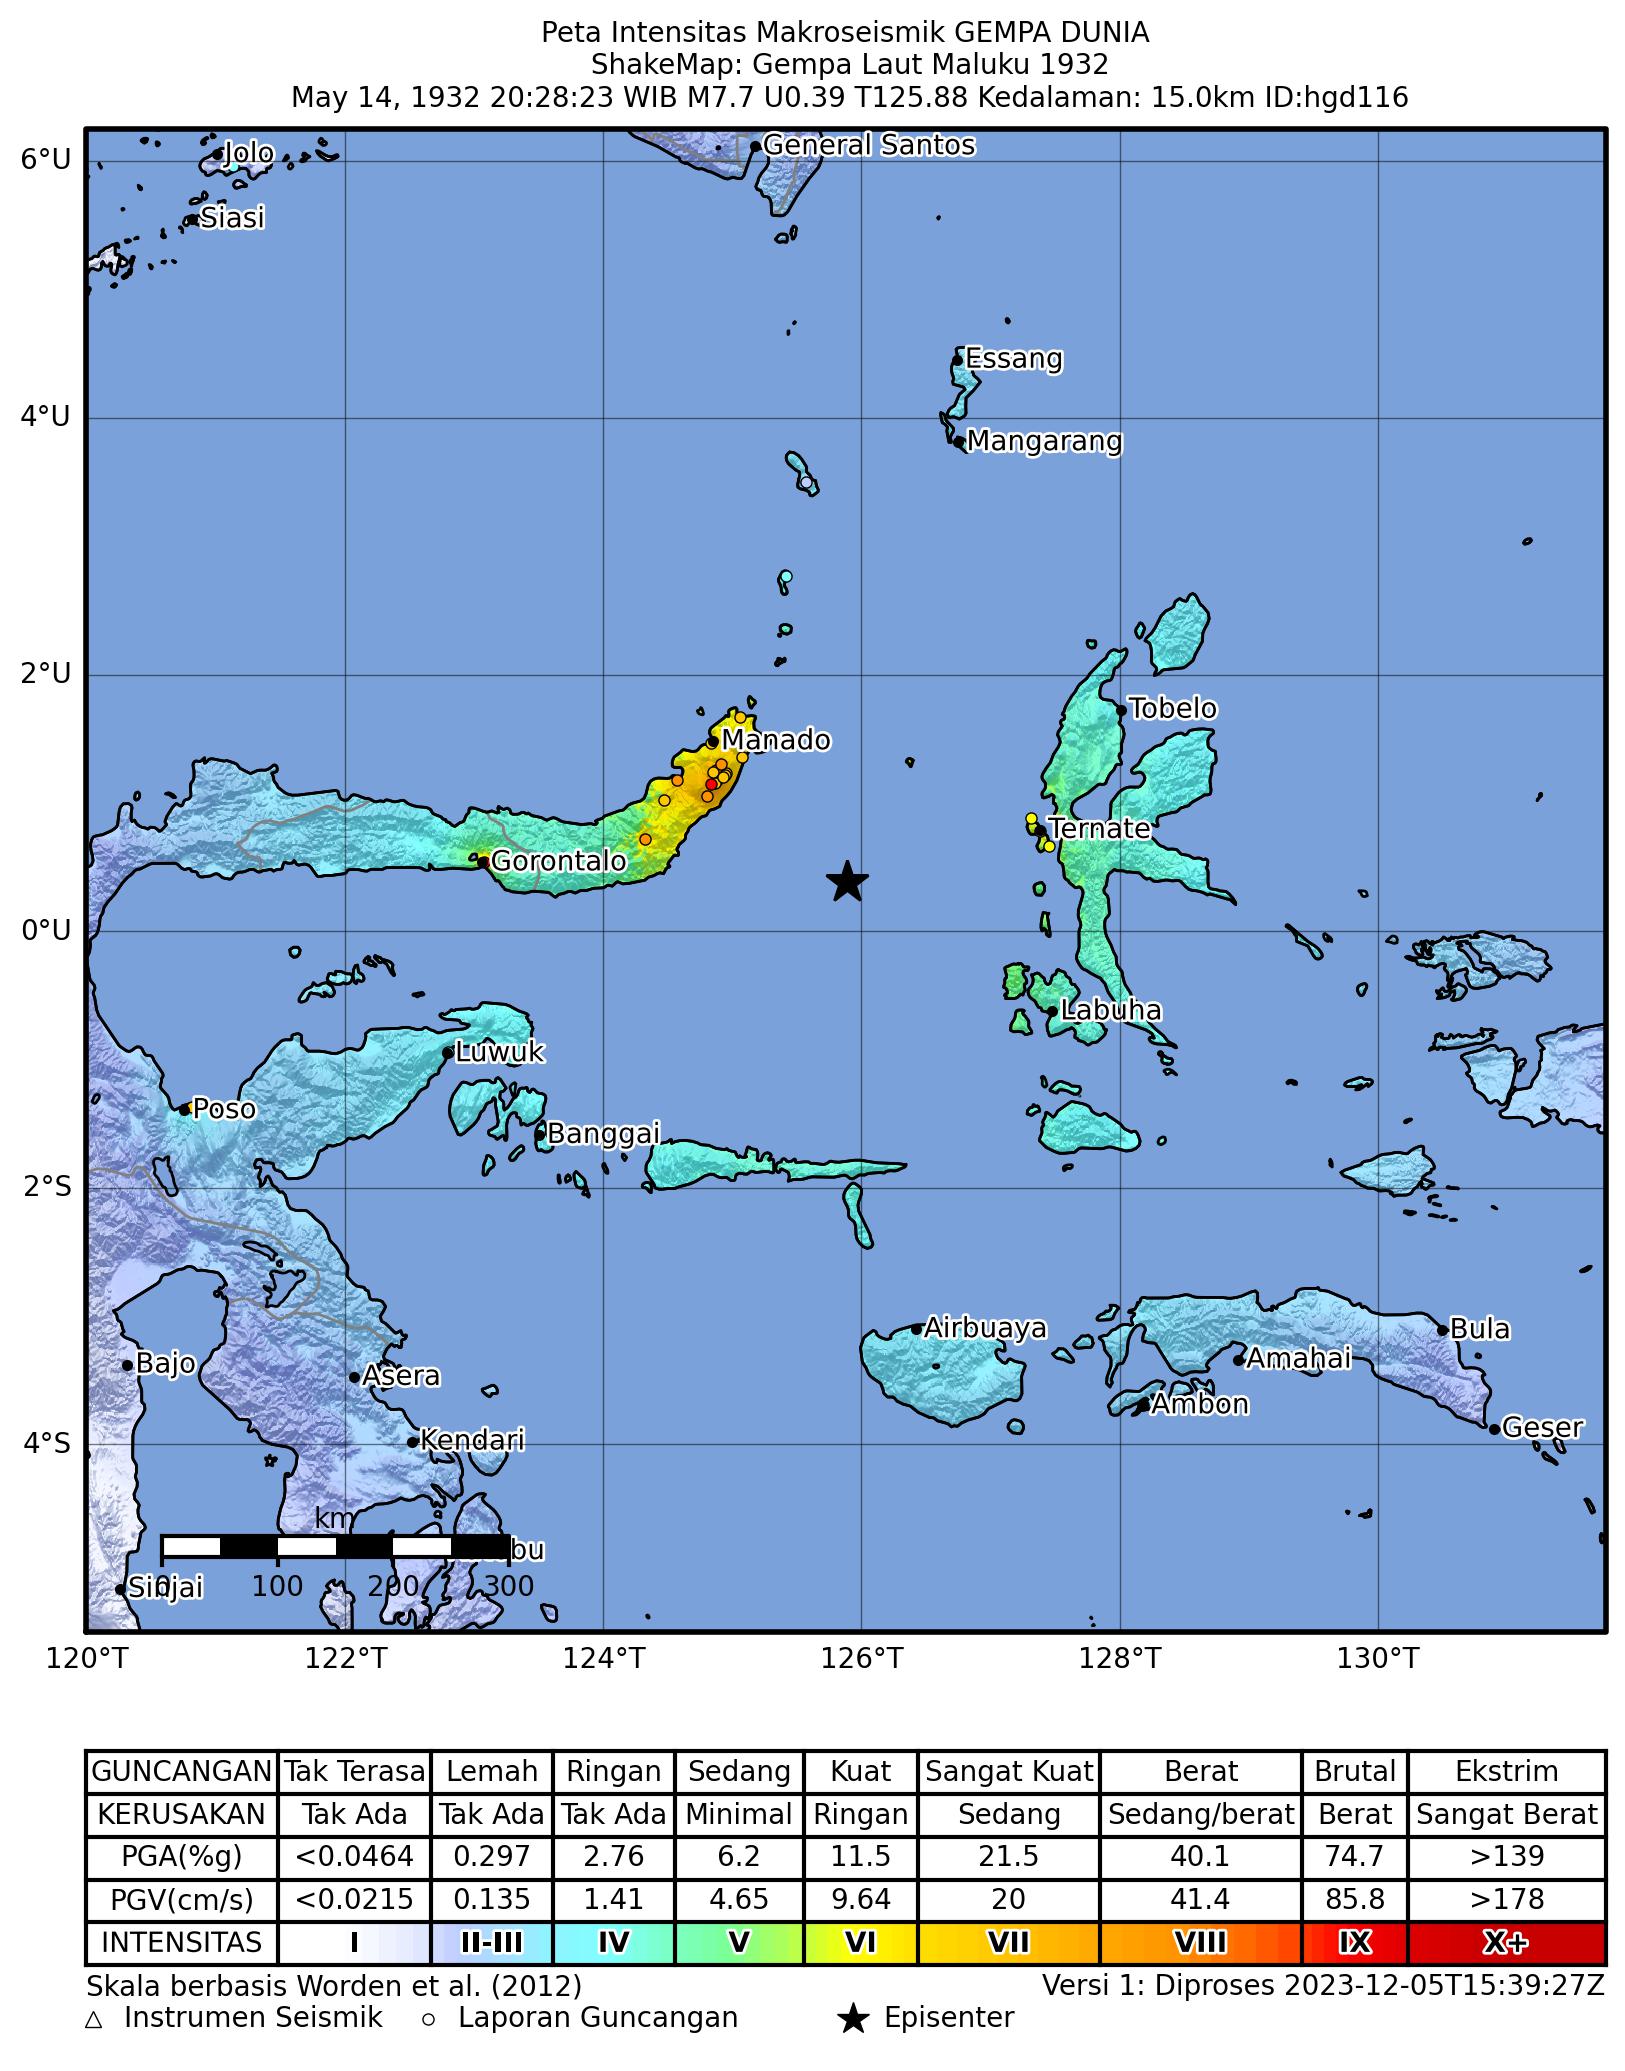 Peta Intensitas Makroseismik GEMPA DUNIA
ShakeMap: Gempa Laut Maluku 1932
May 14, 1932 20:28:23 WIB M7.7 U0.39 T125.88 Kedalaman: 15.0km ID:hgd116
6°U
Jolo
General Santos
Siasi
Essang
4°U
Mangarang
2°U
Tobelo
Manado
Ternate
Gorontalo
0°U
Labuha
Luwuk
Poso
Banggai
2°S
Airbuaya
Bula
Bajo
Amahai
Asera
Ambon
Geser
4°S
Kendari
km
bu
Sinjai
0 100 200 300
120°T 122°T 124°T 126°T 128°T 130°T
GUNCANGAN Tak Terasa Lemah Ringan Sedang Kuat Sangat Kuat Berat Brutal Ekstrim
KERUSAKAN Tak Ada Tak Ada Tak Ada Minimal Ringan Sedang Sedang/berat Berat Sangat Berat
PGA(%g) <0.0464 0.297 2.76 6.2 11.5 21.5 40.1 74.7 >139
PGV(cm/s) <0.0215 0.135 1.41 4.65 9.64 20 41.4 85.8 >178
INTENSITAS I II-III IV V VI VII VIII IX X+
Skala berbasis Worden et al. (2012) Versi 1: Diproses 2023-12-05T15:39:27Z
Instrumen Seismik Laporan Guncangan Episenter